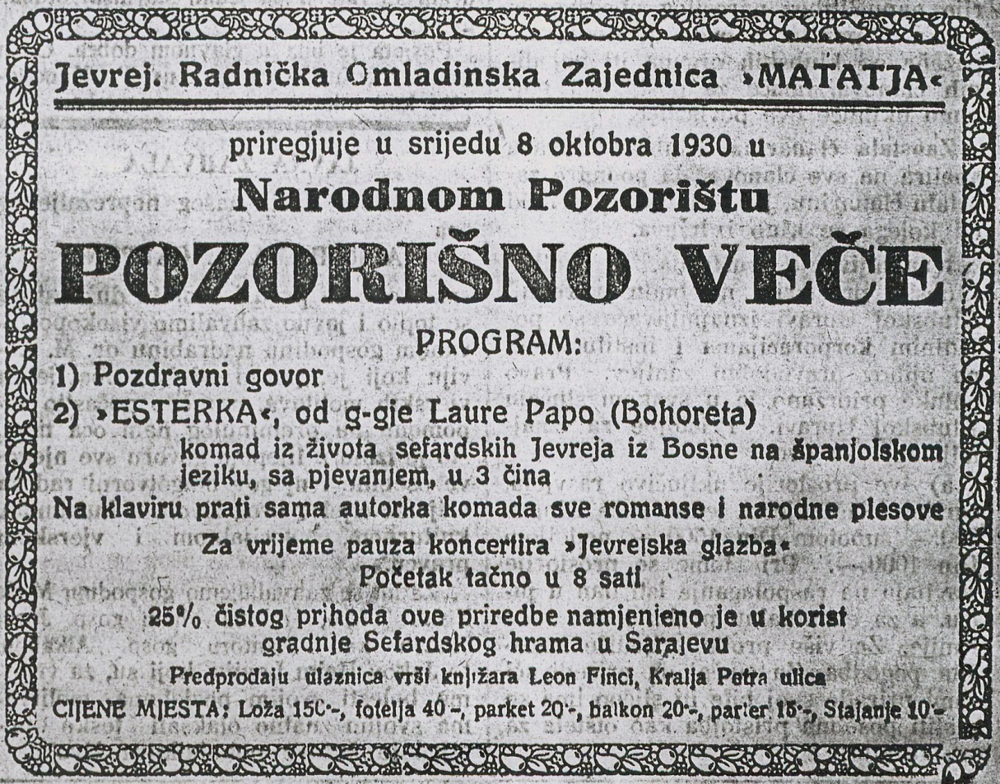 Jevrej. Radnička Omladinska Zajednica »MATATJA«
priregjuje u srijedu 8 oktobra 1930 u
Narodnom Pozorištu
POZORIŠNO VEČE
PROGRAM:
1) Pozdravni govor
2) »ESTERKA«, od g-gje Laure Papo (Bohoreta)
komad iz života sefardskih Jevreja iz Bosne na španjolskom
jeziku, sa pjevanjem, u 3 čina
Na klaviru prati sama autorka komada sve romanse i narodne plesove
Za vrijeme pauza koncertira »Jevrejska glazba«
Početak tačno u 8 sati
25% čistog prihoda ove priredbe namjenieno je u korist
gradnje Sefardskog hrama u Sarajevu
Predprodaju ulaznica vrši knjižara Leon Finci, Kralja Petra ulica
CIJENE MJESTA: Loža 150·-, fotelja 40-, parket 20·-, balkon 20·-, parter 15·-, Stajanje 10·-